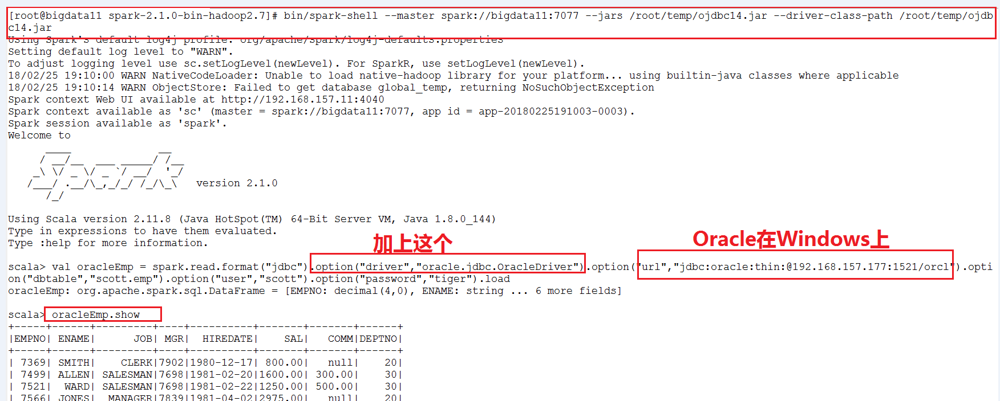 [root@bigdata11 spark-2.1.0-bin-hadoop2.7]# bin/spark-shell --master spark://bigdata11:7077 --jars /root/temp/ojdbc14.jar --driver-class-path /root/temp/ojdb
c14.jar
Using Spark's default log4j profile: org/apache/spark/log4j-defaults.properties
Setting default log level to "WARN".
To adjust logging level use sc.setLogLevel(newLevel). For SparkR, use setLogLevel(newLevel).
18/02/25 19:10:00 WARN NativeCodeLoader: Unable to load native-hadoop library for your platform... using builtin-java classes where applicable
18/02/25 19:10:14 WARN ObjectStore: Failed to get database global_temp, returning NoSuchObjectException
Spark context Web UI available at http://192.168.157.11:4040
Spark context available as 'sc' (master = spark://bigdata11:7077, app id = app-20180225191003-0003).
Spark session available as 'spark'.
Welcome to
      ____              __
     / __/__  ___ _____/ /__
    _\ \/ _ \/ _ `/ __/  '_/
   /___/ .__/\_,_/_/ /_/\_\   version 2.1.0
      /_/
Using Scala version 2.11.8 (Java HotSpot(TM) 64-Bit Server VM, Java 1.8.0_144)
Type in expressions to have them evaluated.
Type :help for more information.
加上这个
Oracle在Windows上
scala> val oracleEmp = spark.read.format("jdbc").option("driver","oracle.jdbc.OracleDriver").option("url","jdbc:oracle:thin:@192.168.157.177:1521/orcl").opti
on("dbtable","scott.emp").option("user","scott").option("password","tiger").load
oracleEmp: org.apache.spark.sql.DataFrame = [EMPNO: decimal(4,0), ENAME: string ... 6 more fields]
scala> oracleEmp.show
+-----+------+---------+----+----------+-------+-------+------+
|EMPNO| ENAME|      JOB| MGR|  HIREDATE|    SAL|   COMM|DEPTNO|
+-----+------+---------+----+----------+-------+-------+------+
| 7369| SMITH|    CLERK|7902|1980-12-17| 800.00|   null|    20|
| 7499| ALLEN| SALESMAN|7698|1981-02-20|1600.00| 300.00|    30|
| 7521|  WARD| SALESMAN|7698|1981-02-22|1250.00| 500.00|    30|
| 7566| JONES|  MANAGER|7839|1981-04-02|2975.00|   null|    20|